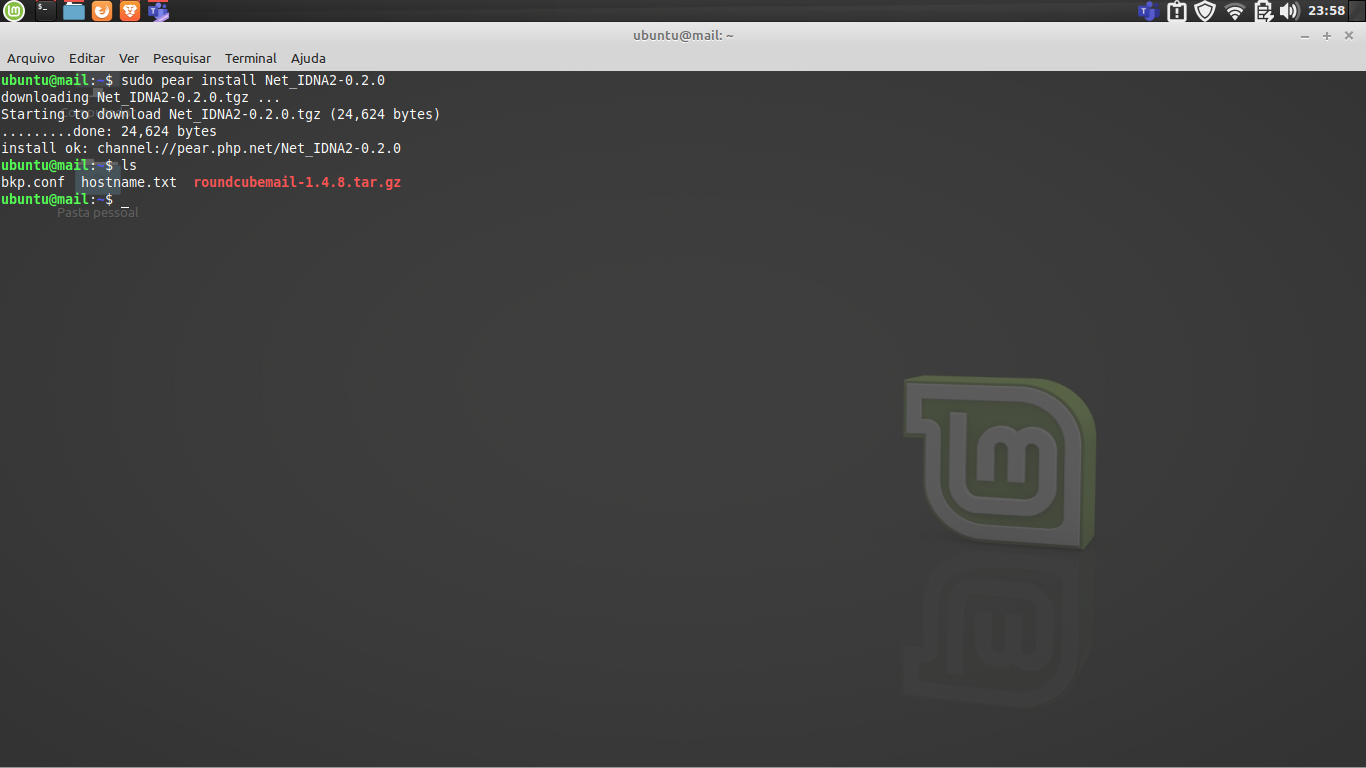 23:58
ubuntu@mail: ~
Arquivo Editar Ver Pesquisar Terminal Ajuda
ubuntu@mail:~$ sudo pear install Net_IDNA2-0.2.0
downloading Net_IDNA2-0.2.0.tgz ...
Starting to download Net_IDNA2-0.2.0.tgz (24,624 bytes)
.........done: 24,624 bytes
install ok: channel://pear.php.net/Net_IDNA2-0.2.0
ubuntu@mail:~$ ls
bkp.conf hostname.txt roundcubemail-1.4.8.tar.gz
ubuntu@mail:~$ _
Pasta pessoal